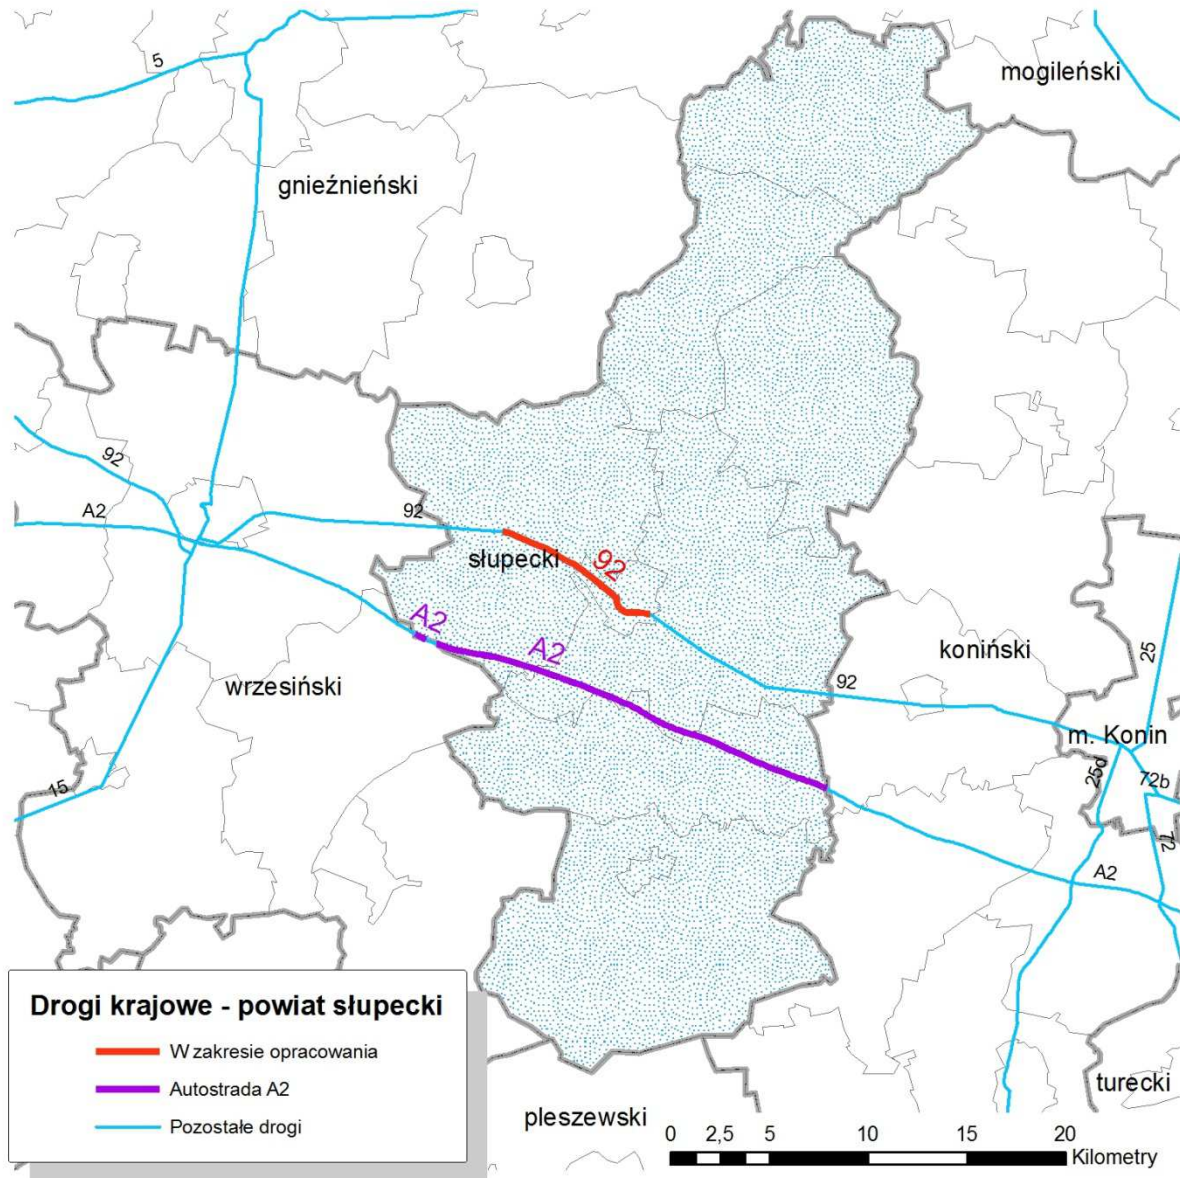 5
mogileński
gnieźnieński
92
A2
92
słupecki
92
A2
A2
wrzesiński
koniński
25
92
m. Konin
25d
72b
15
72
A2
Drogi krajowe - powiat słupecki
W zakresie opracowania
Autostrada A2
Pozostałe drogi
turecki
pleszewski
0 2,5 5 10 15 20
Kilometry